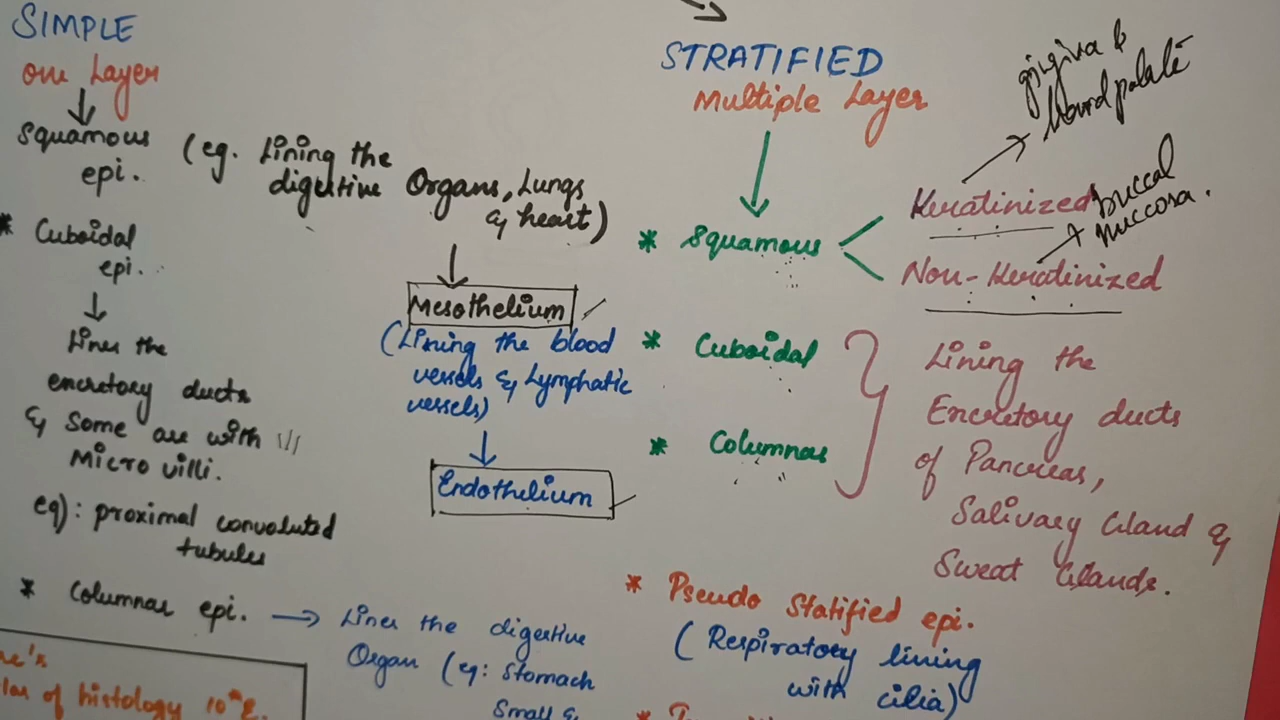 SIMPLE
one Layer
Squamous
epi.
(eg. Lining the
digestive Organs, Lungs
& heart)
Mesothelium
(Lining the blood
vessels & Lymphatic
vessels)
Endothelium
* Cuboidal
epi.
Lines the
excretory ducts
& Some are with
Micro villi.
eg): proximal convoluted
tubules
* Columnar epi. → Lines the digestive
Organ (eg: Stomach
Small &
STRATIFIED
Multiple Layer
* Squamous
Keratinized
gingiva &
hard palate
Non-Keratinized
buccal
mucosa.
* Cuboidal
* Columnar
Lining the
Excretory ducts
of Pancreas,
Salivary Gland &
Sweat Glands.
* Pseudo Statified epi.
(Respiratory lining
with cilia)
of histology 10th E.